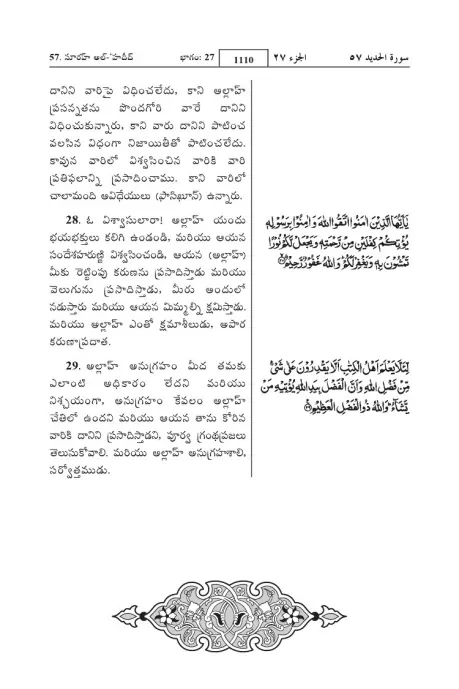 57. సూరహ్ అల్-'హదీద్ భాగం: 27 1110 الجزء ٢٧ سورة الحديد ٥٧
దానిని వారిపై విధించలేదు, కాని అల్లాహ్
ప్రసన్నతను పొందగోరి వారే దానిని
విధించుకున్నారు, కాని వారు దానిని పాటించ
వలసిన విధంగా నిజాయితీతో పాటించలేదు.
కావున వారిలో విశ్వసించిన వారికి వారి
ప్రతిఫలాన్ని ప్రసాదించాము. కాని వారిలో
చాలామంది అవిధేయులు (ఫాసిఖూన్) ఉన్నారు.
28. ఓ విశ్వాసులారా! అల్లాహ్ యందు
భయభక్తులు కలిగి ఉండండి, మరియు ఆయన
సందేశహరుణ్ణి విశ్వసించండి, ఆయన (అల్లాహ్)
మీకు రెట్టింపు కరుణను ప్రసాదిస్తాడు మరియు
వెలుగును ప్రసాదిస్తాడు, మీరు అందులో
నడుస్తారు మరియు ఆయన మిమ్మల్ని క్షమిస్తాడు.
మరియు అల్లాహ్ ఎంతో క్షమాశీలుడు, అపార
కరుణాప్రదాత.
يَٰٓأَيُّهَا ٱلَّذِينَ ءَامَنُوا۟ ٱتَّقُوا۟ ٱللَّهَ وَءَامِنُوا۟ بِرَسُولِهِۦ
يُؤْتِكُمْ كِفْلَيْنِ مِن رَّحْمَتِهِۦ وَيَجْعَل لَّكُمْ نُورًا
تَمْشُونَ بِهِۦ وَيَغْفِرْ لَكُمْ ۚ وَٱللَّهُ غَفُورٌ رَّحِيمٌ ٢٨
29. అల్లాహ్ అనుగ్రహం మీద తమకు
ఎలాంటి అధికారం లేదని మరియు
నిశ్చయంగా, అనుగ్రహం కేవలం అల్లాహ్
చేతిలో ఉందని మరియు ఆయన తాను కోరిన
వారికి దానిని ప్రసాదిస్తాడని, పూర్వ గ్రంథప్రజలు
తెలుసుకోవాలి. మరియు అల్లాహ్ అనుగ్రహశాలి,
సర్వోత్తముడు.
لِّئَلَّا يَعْلَمَ أَهْلُ ٱلْكِتَٰبِ أَلَّا يَقْدِرُونَ عَلَىٰ شَىْءٍ
مِّن فَضْلِ ٱللَّهِ وَأَنَّ ٱلْفَضْلَ بِيَدِ ٱللَّهِ يُؤْتِيهِ مَن
يَشَآءُ ۚ وَٱللَّهُ ذُو ٱلْفَضْلِ ٱلْعَظِيمِ ٢٩